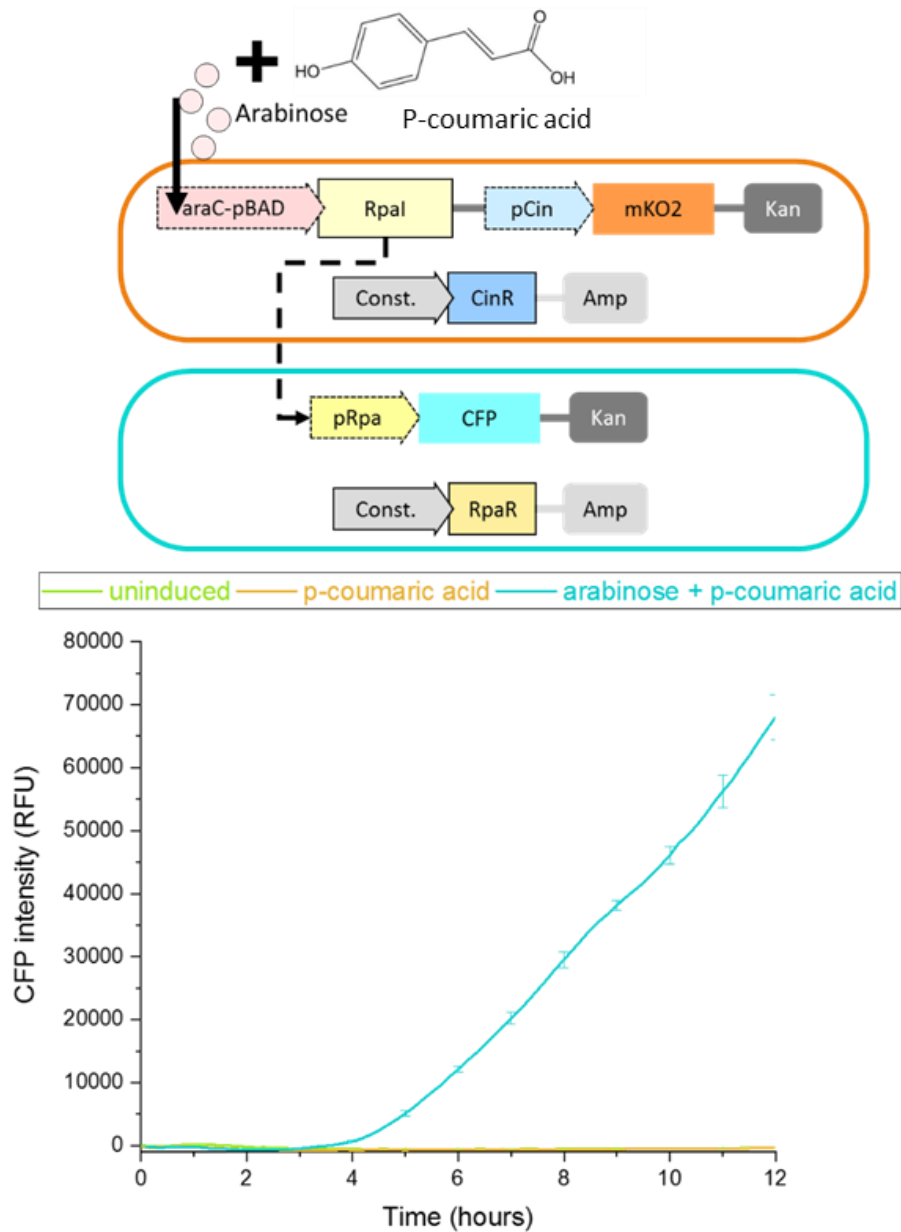 HO
O
OH
Arabinose
P-coumaric acid
araC-pBAD RpaI pCin mKO2 Kan
Const. CinR Amp
pRpa CFP Kan
Const. RpaR Amp
uninduced p-coumaric acid arabinose + p-coumaric acid
80000
70000
60000
50000
40000
30000
20000
10000
0
CFP intensity (RFU)
0 2 4 6 8 10 12
Time (hours)